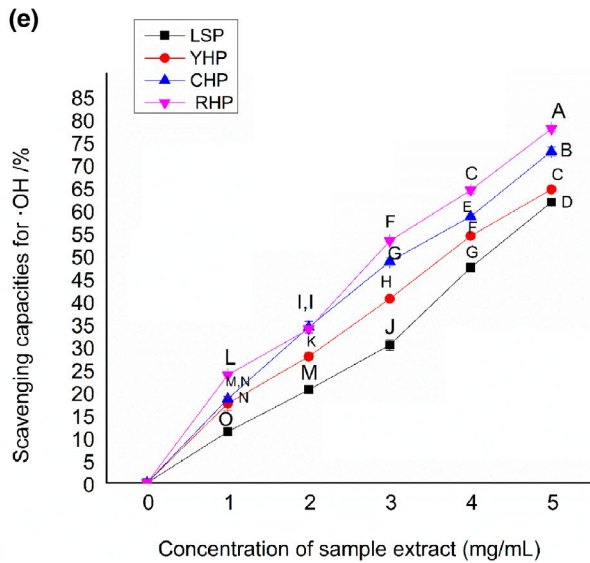 (e)
LSP
YHP
CHP
RHP
Scavenging capacities for ·OH /%
85
80
75
70
65
60
55
50
45
40
35
30
25
20
15
10
5
0
A
B
C
D
C
E
F
G
F
G
H
J
I,I
K
M
L
M,N
N
O
0 1 2 3 4 5
Concentration of sample extract (mg/mL)